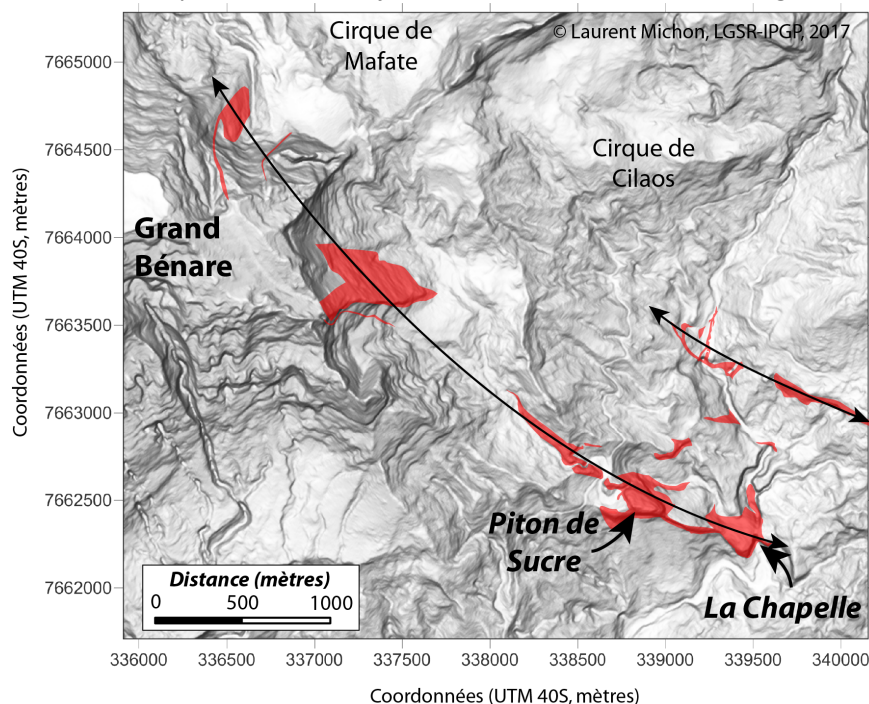 © Laurent Michon, LGSR-IPGP, 2017
Cirque de
Mafate
Cirque de
Cilaos
Grand
Bénare
Piton de
Sucre
La Chapelle
Distance (mètres)
0 500 1000
Coordonnées (UTM 40S, mètres)
7665000
7664500
7664000
7663500
7663000
7662500
7662000
336000 336500 337000 337500 338000 338500 339000 339500 340000
Coordonnées (UTM 40S, mètres)